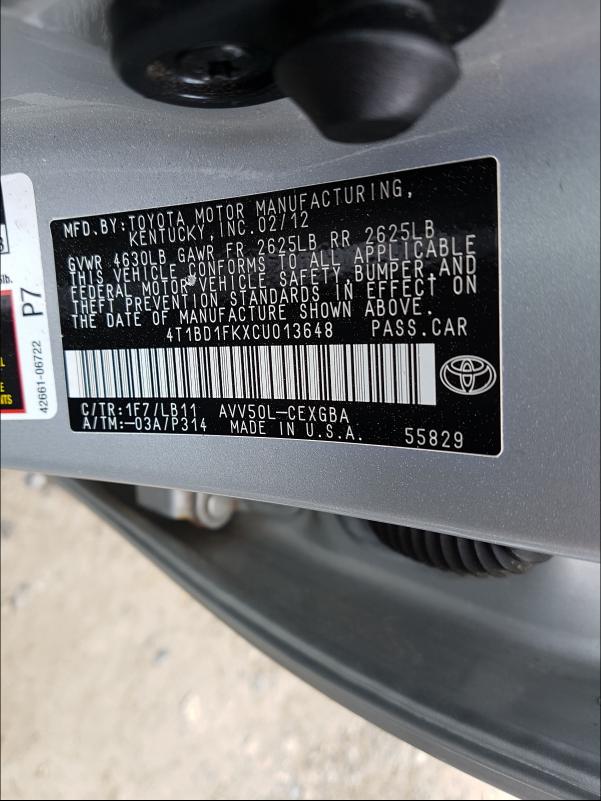 MFD.BY:TOYOTA MOTOR MANUFACTURING,
KENTUCKY, INC. 02/12
GVWR 4630LB GAWR FR 2625LB RR 2625LB
THIS VEHICLE CONFORMS TO ALL APPLICABLE
FEDERAL MOTOR VEHICLE SAFETY,BUMPER,AND
THEFT PREVENTION STANDARDS IN EFFECT ON
THE DATE OF MANUFACTURE SHOWN ABOVE.
4T1BD1FKXCU013648 PASS.CAR
C/TR:1F7/LB11 AVV50L-CEXGBA
A/TM:-03A/P314 MADE IN U.S.A. 55829
P7
42661-06722